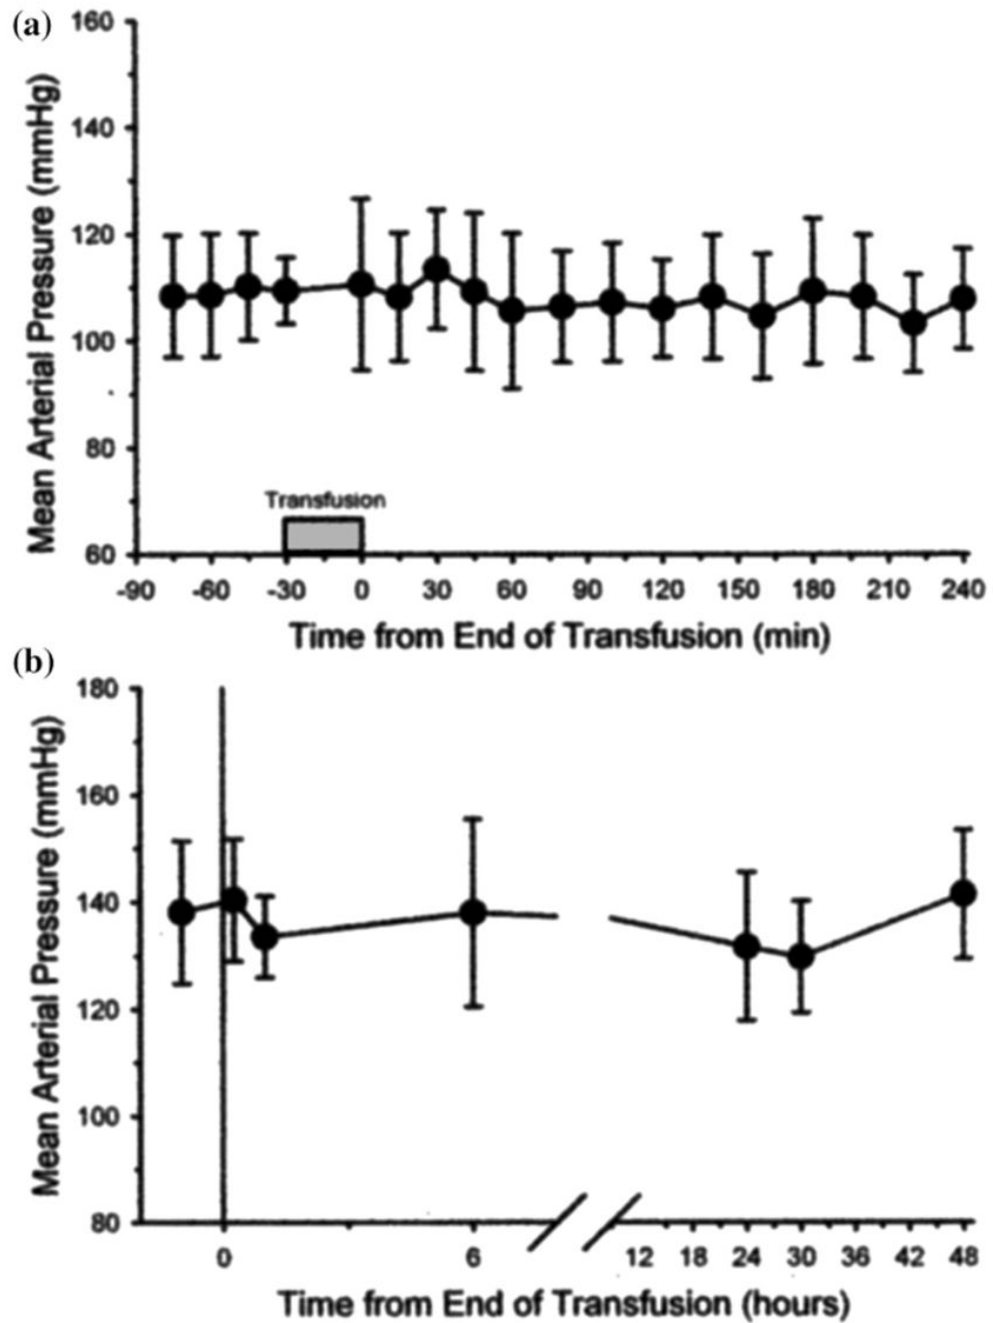 (a)
Mean Arterial Pressure (mmHg)
160
140
120
100
80
60
Transfusion
-90 -60 -30 0 30 60 90 120 150 180 210 240
Time from End of Transfusion (min)
(b)
Mean Arterial Pressure (mmHg)
180
160
140
120
100
80
0 6 12 18 24 30 36 42 48
Time from End of Transfusion (hours)